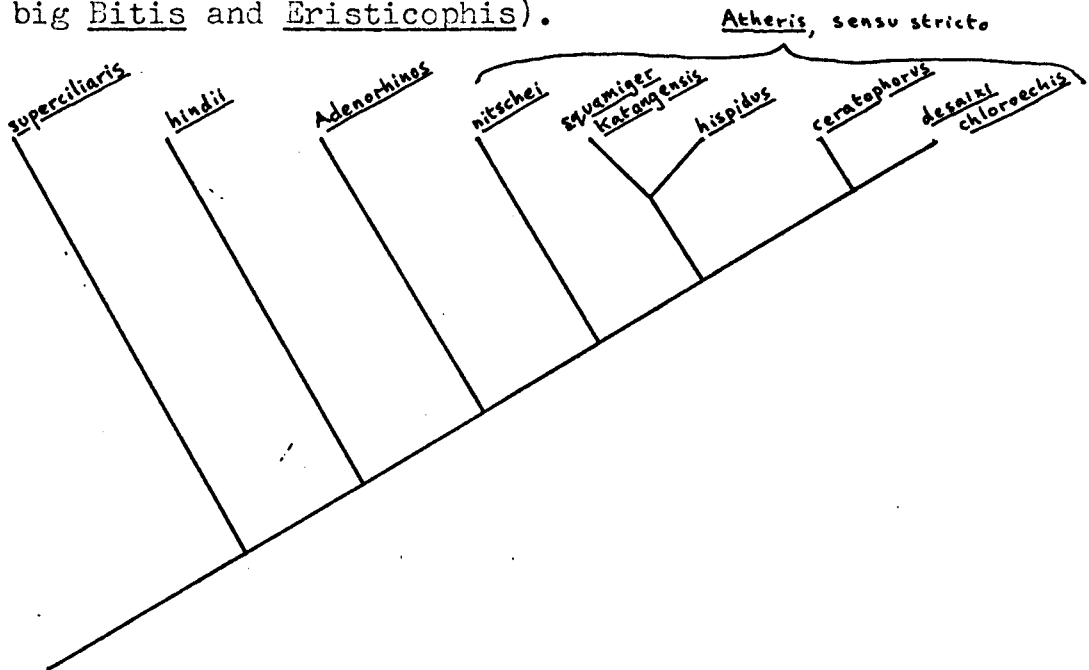 big Bitis and Eristicophis).
Atheris, sensu stricto
superciliaris
hindii
Adenorhinos
nitschei
squamiger
Katangensis
hispidus
ceratophorus
desaixi
chloroechis